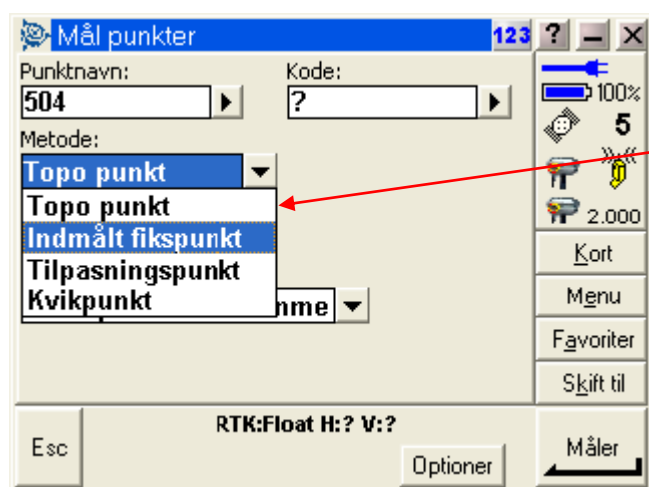 Mål punkter 123 ? — X
Punktnavn: Kode:
504 ?
100%
5
Metode:
Topo punkt
Topo punkt
2.000
Indmålt fikspunkt
Kort
Tilpasningspunkt
Kvikpunkt mme
Menu
Favoriter
Skift til
RTK:Float H:? V:?
Esc Optioner Måler